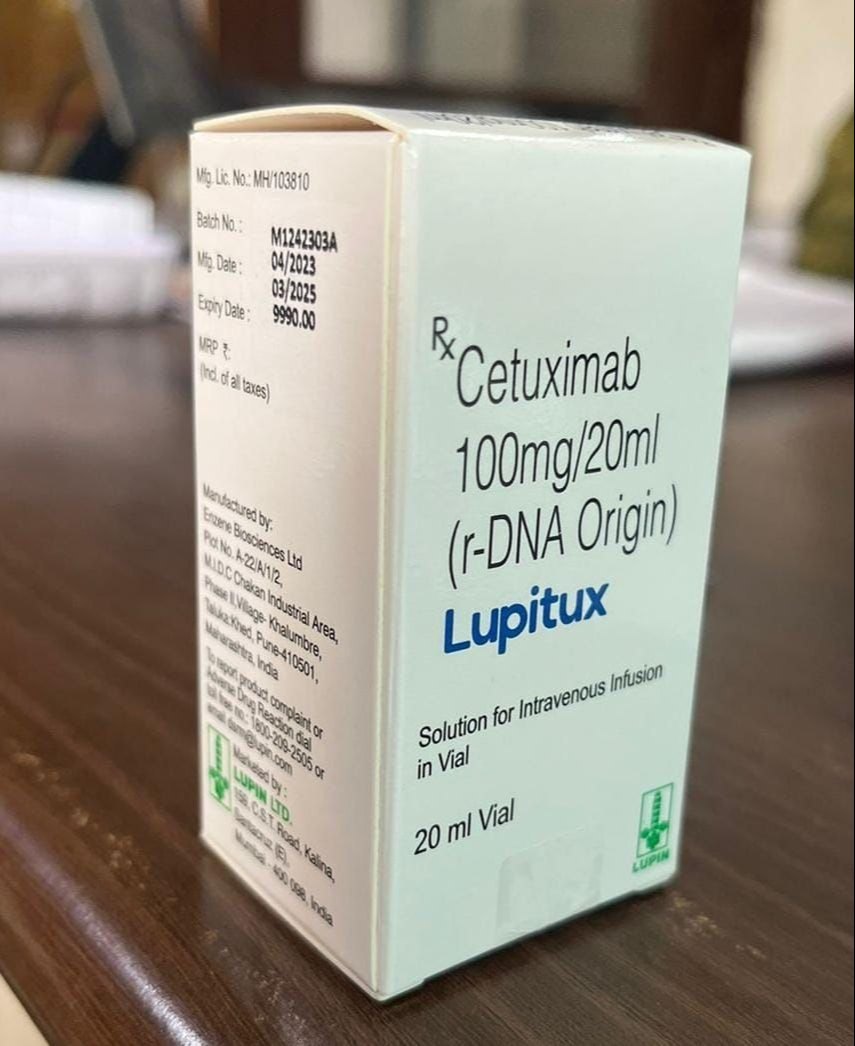 Mfg. Lic. No.: MH/103810
Batch No. :
Mfg. Date :
Expiry Date :
MRP ₹:
(Incl. of all taxes)
M1242303A
04/2023
03/2025
9990.00
Manufactured by:
Enzene Biosciences Ltd
Plot No. A-22/A/1/2,
M.I.D.C Chakan Industrial Area,
Phase II,Village- Khalumbre,
Taluka:Khed, Pune-410501,
Maharashtra, India
To report product complaint or
Adverse Drug Reaction dial
toll free no.: 1800-209-2505 or
email
Marketed by :
LUPIN LTD.
159, C.S.T. Road, Kalina,
Santacruz (E),
Mumbai - 400 098, India
Rx
Cetuximab
100mg/20ml
(r-DNA Origin)
Lupitux
Solution for Intravenous Infusion
in Vial
20 ml Vial
LUPIN